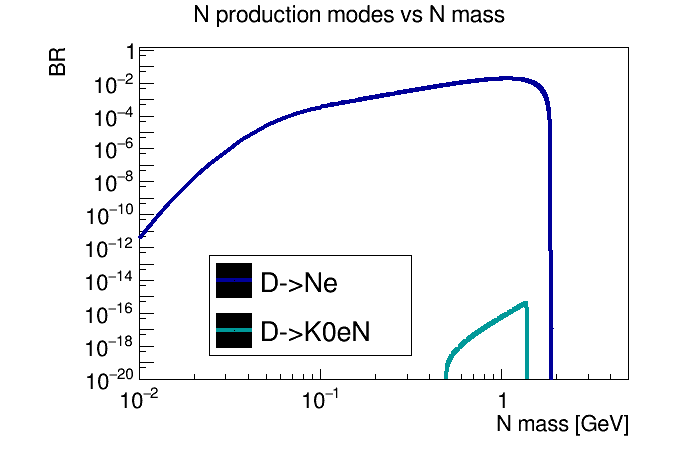 N production modes vs N mass
BR
1
10⁻²
10⁻⁴
10⁻⁶
10⁻⁸
10⁻¹⁰
10⁻¹²
10⁻¹⁴
10⁻¹⁶
10⁻¹⁸
10⁻²⁰
D->Ne
D->K0eN
10⁻²
10⁻¹
1
N mass [GeV]